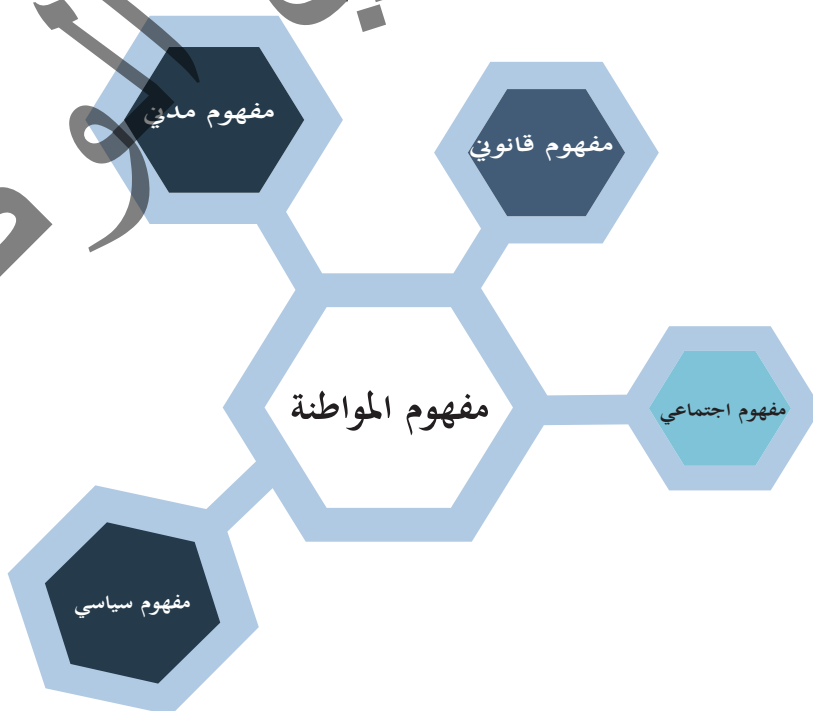 مفهوم مدني
مفهوم قانوني
مفهوم المواطنة
مفهوم اجتماعي
مفهوم سياسي